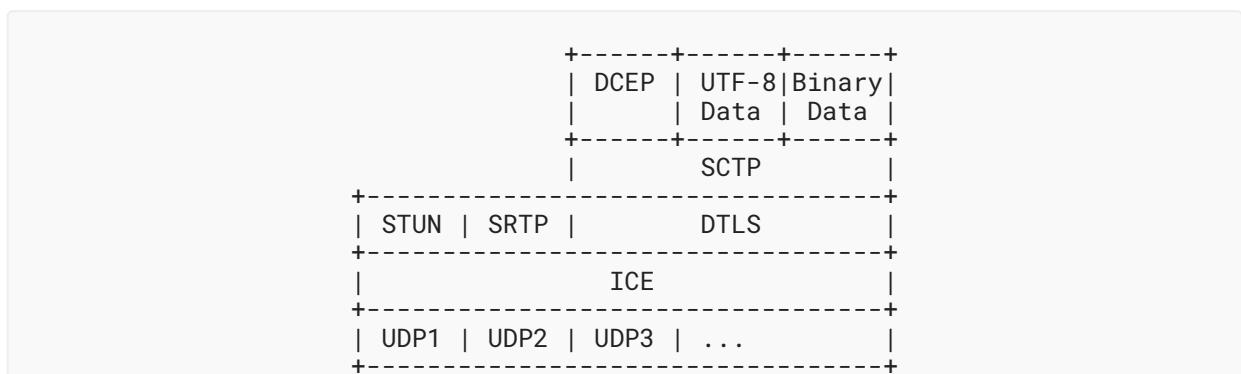 +------+------+------+
                  | DCEP | UTF-8|Binary|
                  |      | Data | Data |
                  +------+------+------+
                  |        SCTP        |
    +----------------------------------+
    | STUN | SRTP |        DTLS        |
    +----------------------------------+
    |                ICE               |
    +----------------------------------+
    | UDP1 | UDP2 | UDP3 | ...         |
    +----------------------------------+